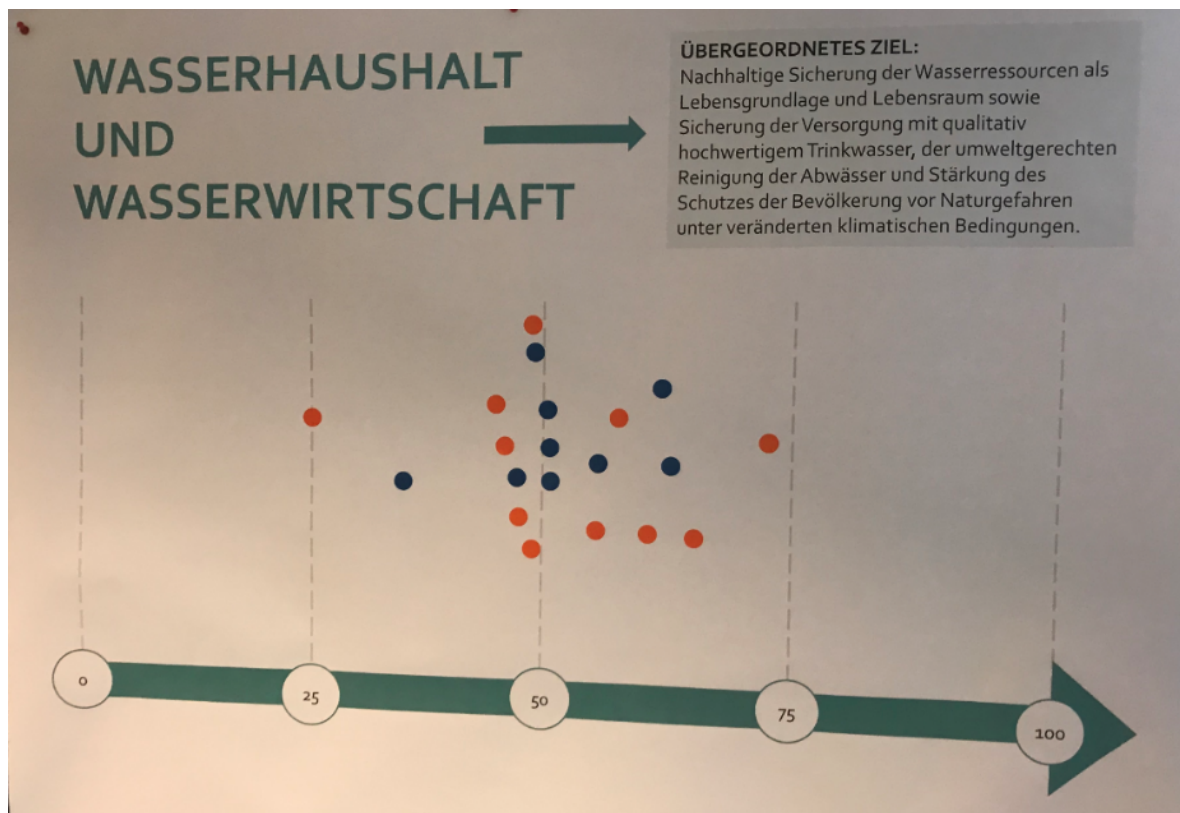 WASSERHAUSHALT
UND
WASSERWIRTSCHAFT
ÜBERGEORDNETES ZIEL:
Nachhaltige Sicherung der Wasserressourcen als
Lebensgrundlage und Lebensraum sowie
Sicherung der Versorgung mit qualitativ
hochwertigem Trinkwasser, der umweltgerechten
Reinigung der Abwässer und Stärkung des
Schutzes der Bevölkerung vor Naturgefahren
unter veränderten klimatischen Bedingungen.
0
25
50
75
100